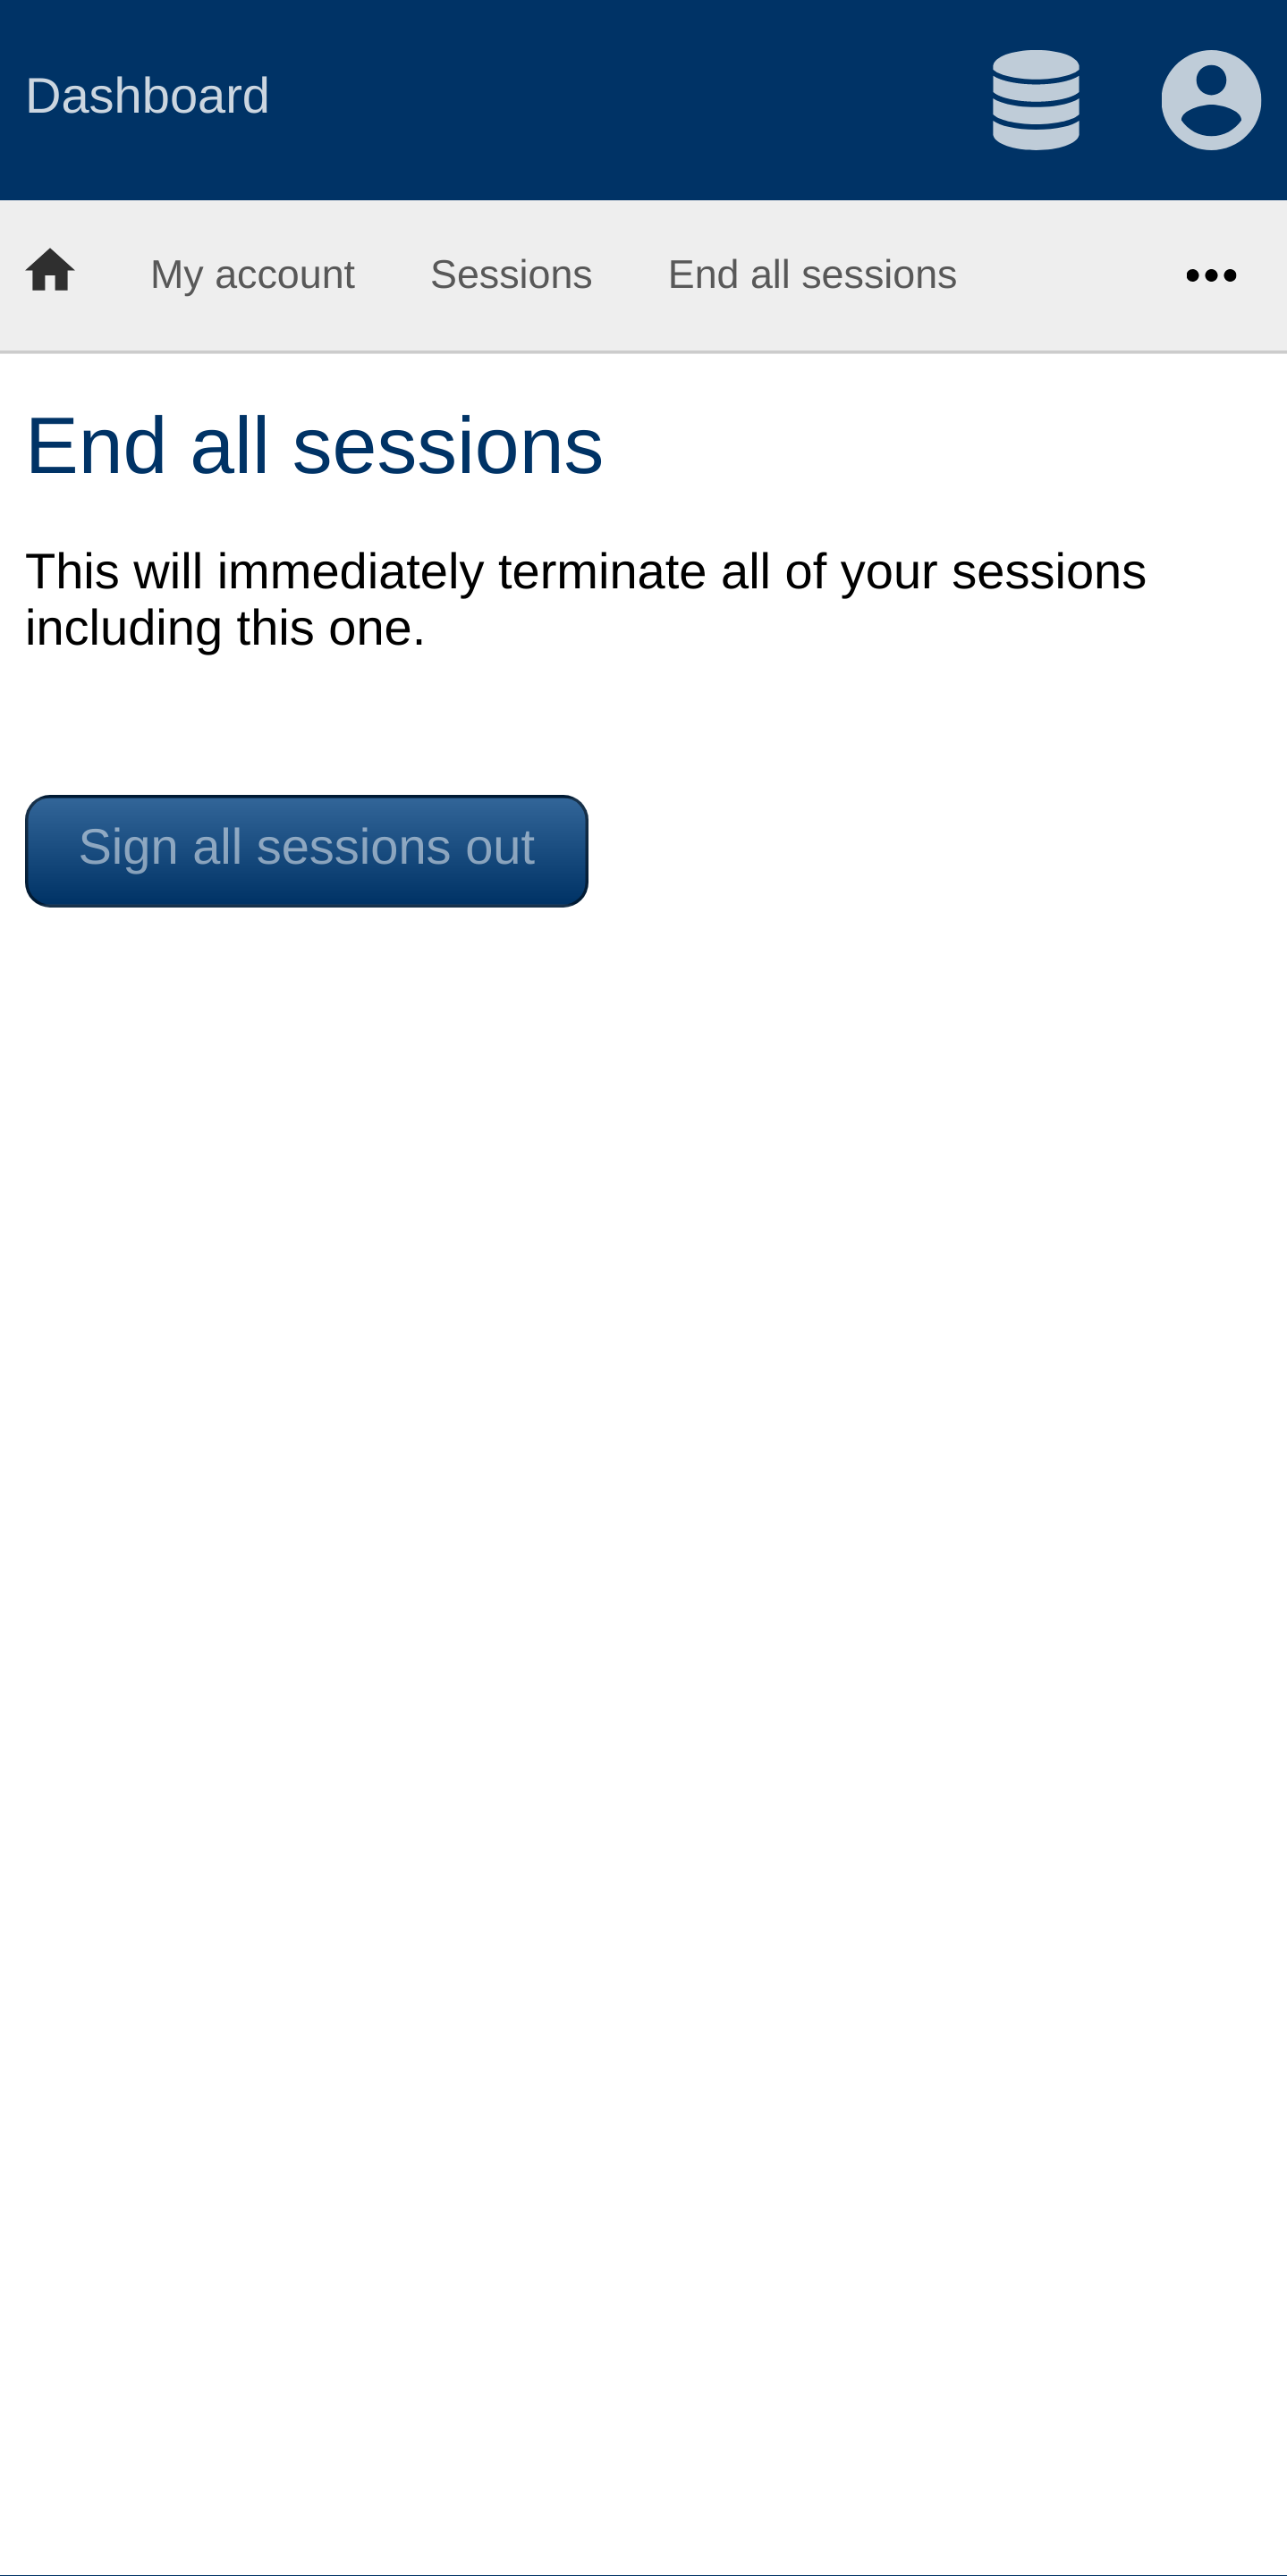 Dashboard
My account Sessions End all sessions
End all sessions
This will immediately terminate all of your sessions
including this one.
Sign all sessions out